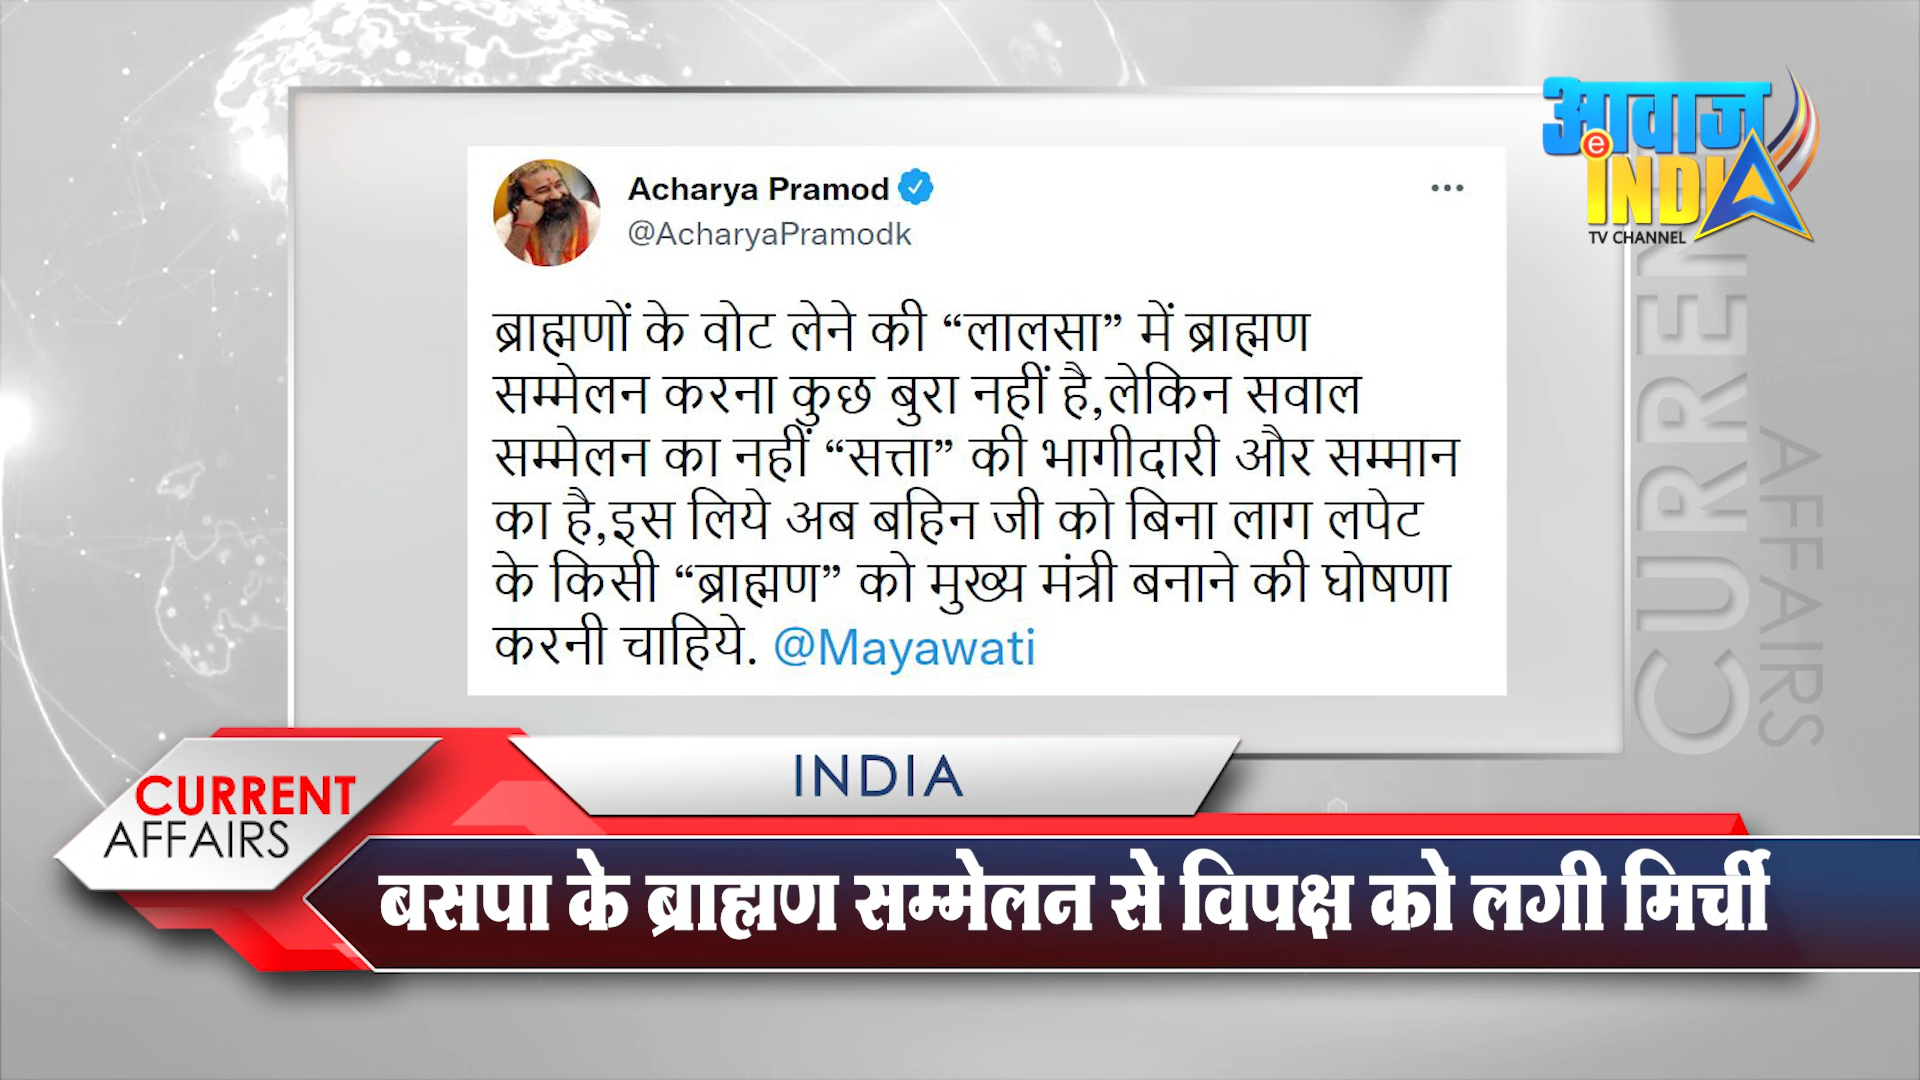 आवाज
e
INDIA
TV CHANNEL
Acharya Pramod
@AcharyaPramodk
ब्राह्मणों के वोट लेने की “लालसा” में ब्राह्मण
सम्मेलन करना कुछ बुरा नहीं है,लेकिन सवाल
सम्मेलन का नहीं “सत्ता” की भागीदारी और सम्मान
का है,इस लिये अब बहिन जी को बिना लाग लपेट
के किसी “ब्राह्मण” को मुख्य मंत्री बनाने की घोषणा
करनी चाहिये. @Mayawati
CURRENT
AFFAIRS
INDIA
CURRENT
AFFAIRS
बसपा के ब्राह्मण सम्मेलन से विपक्ष को लगी मिर्ची